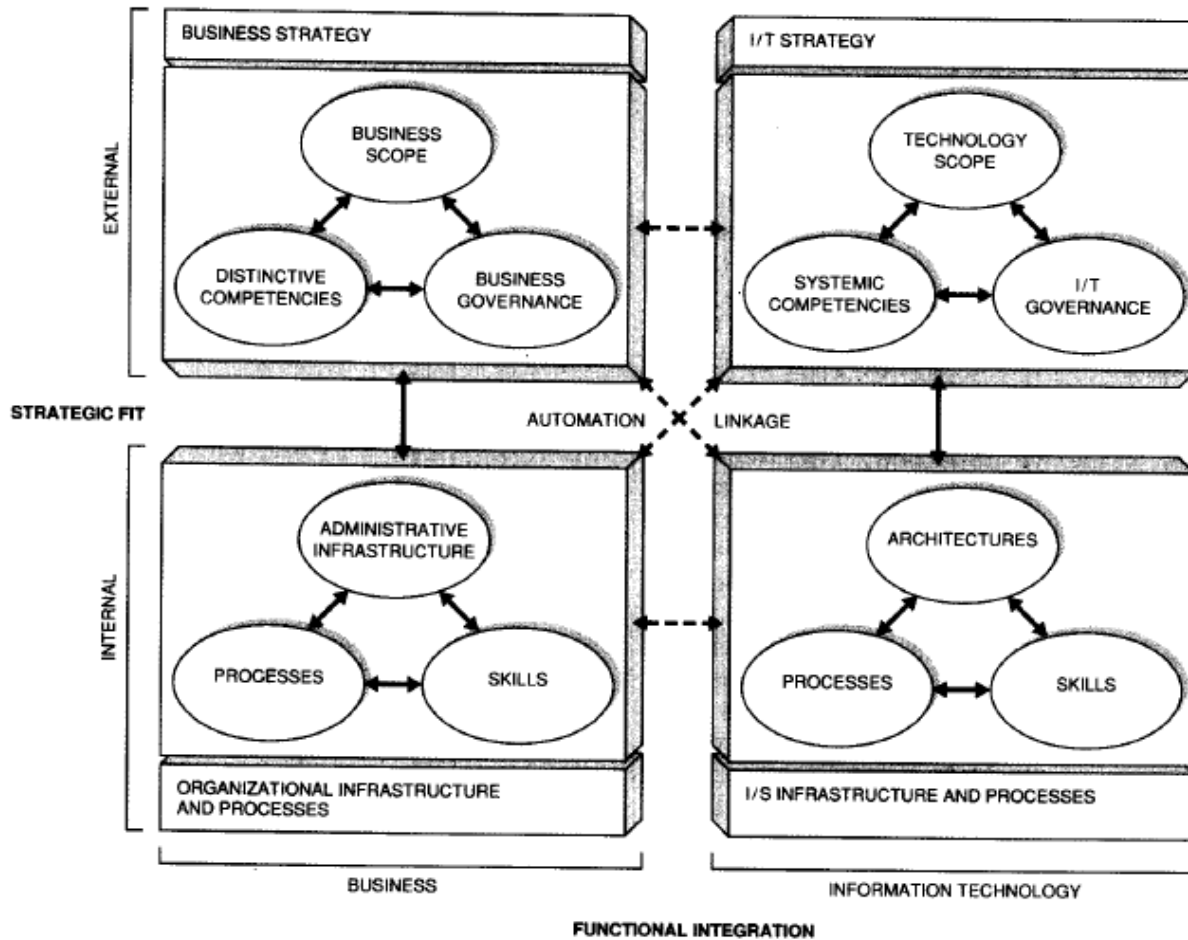 BUSINESS STRATEGY
I/T STRATEGY
EXTERNAL
BUSINESS
SCOPE
DISTINCTIVE
COMPETENCIES
BUSINESS
GOVERNANCE
TECHNOLOGY
SCOPE
SYSTEMIC
COMPETENCIES
I/T
GOVERNANCE
STRATEGIC FIT
AUTOMATION
LINKAGE
INTERNAL
ADMINISTRATIVE
INFRASTRUCTURE
PROCESSES
SKILLS
ARCHITECTURES
PROCESSES
SKILLS
ORGANIZATIONAL INFRASTRUCTURE
AND PROCESSES
I/S INFRASTRUCTURE AND PROCESSES
BUSINESS
INFORMATION TECHNOLOGY
FUNCTIONAL INTEGRATION